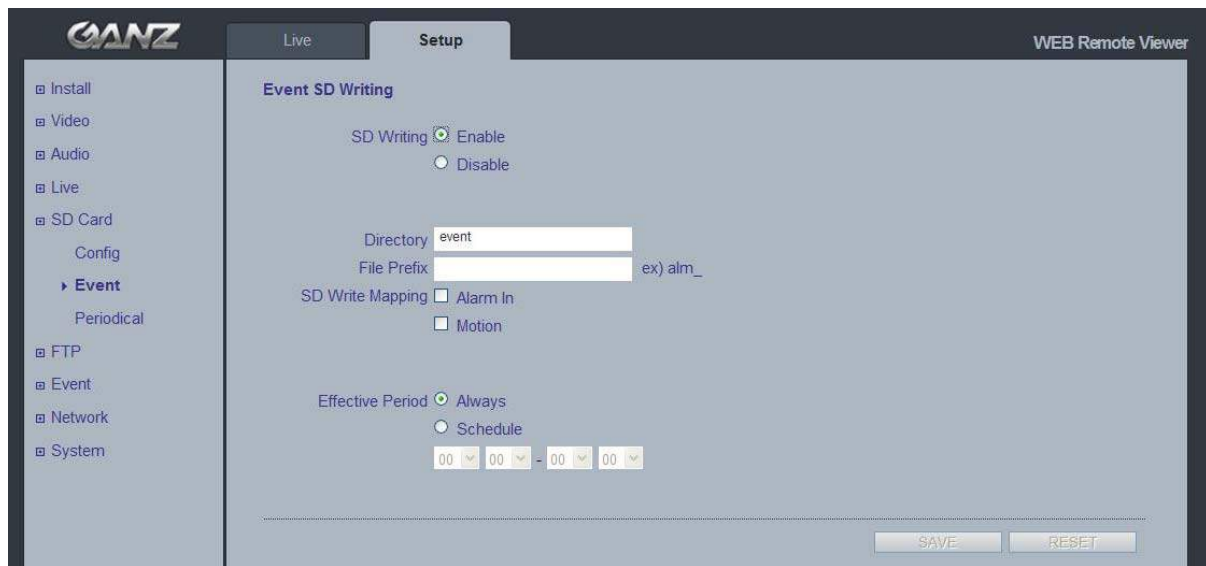 GANZ
Live
Setup
WEB Remote Viewer
Install
Video
Audio
Live
SD Card
Config
Event
Periodical
FTP
Event
Network
System
Event SD Writing
SD Writing Enable
Disable
Directory event
File Prefix ex) alm_
SD Write Mapping Alarm In
Motion
Effective Period Always
Schedule
00 00 - 00 00
SAVE RESET